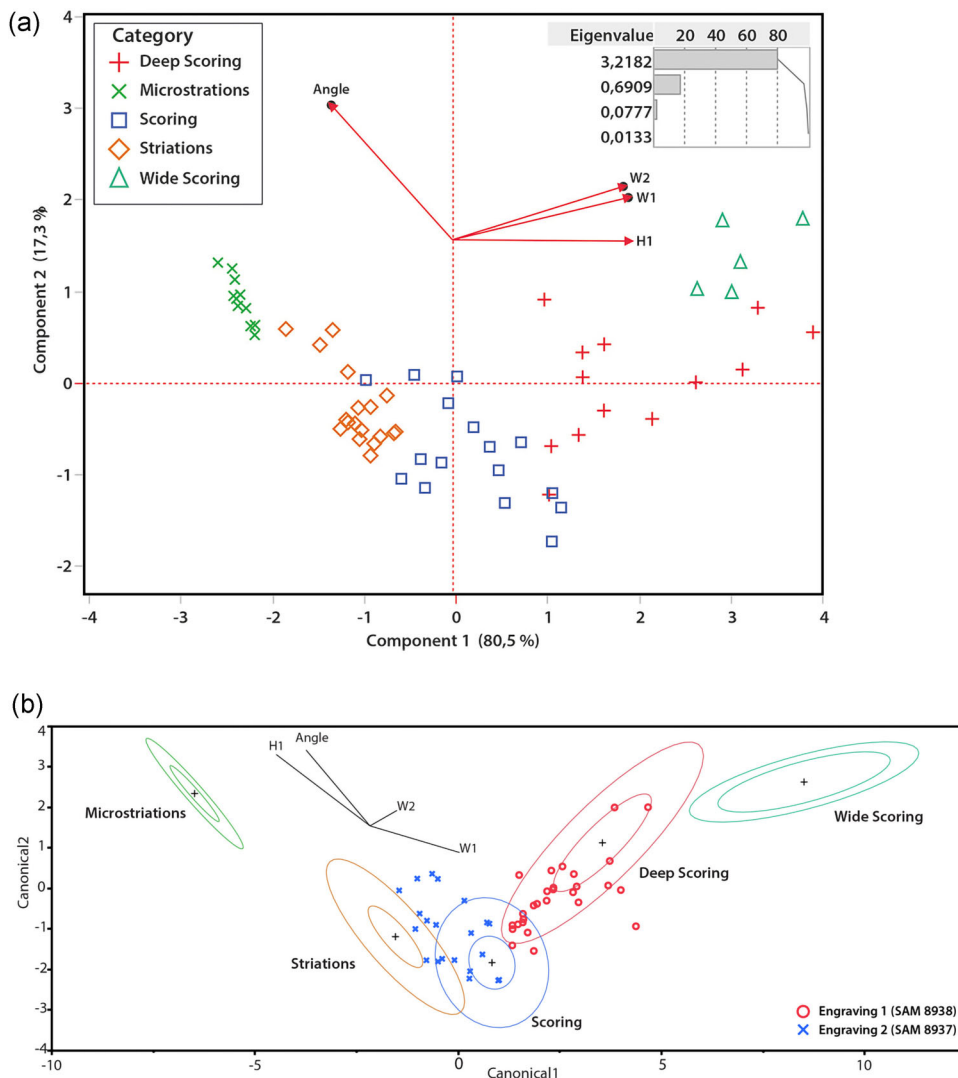 (a)
Category
Deep Scoring
Microstrations
Scoring
Striations
Wide Scoring
Eigenvalue 20 40 60 80
3,2182
0,6909
0,0777
0,0133
Angle
W2
W1
H1
4
3
2
1
0
-1
-2
Component 2 (17,3 %)
-4 -3 -2 -1 0 1 2 3 4
Component 1 (80,5 %)
(b)
4
3
2
1
0
-1
-2
-3
-4
Canonical2
H1
Angle
W2
W1
Microstriations
Wide Scoring
Deep Scoring
Striations
Scoring
Engraving 1 (SAM 8938)
Engraving 2 (SAM 8937)
-10 -5 0 5 10
Canonical1